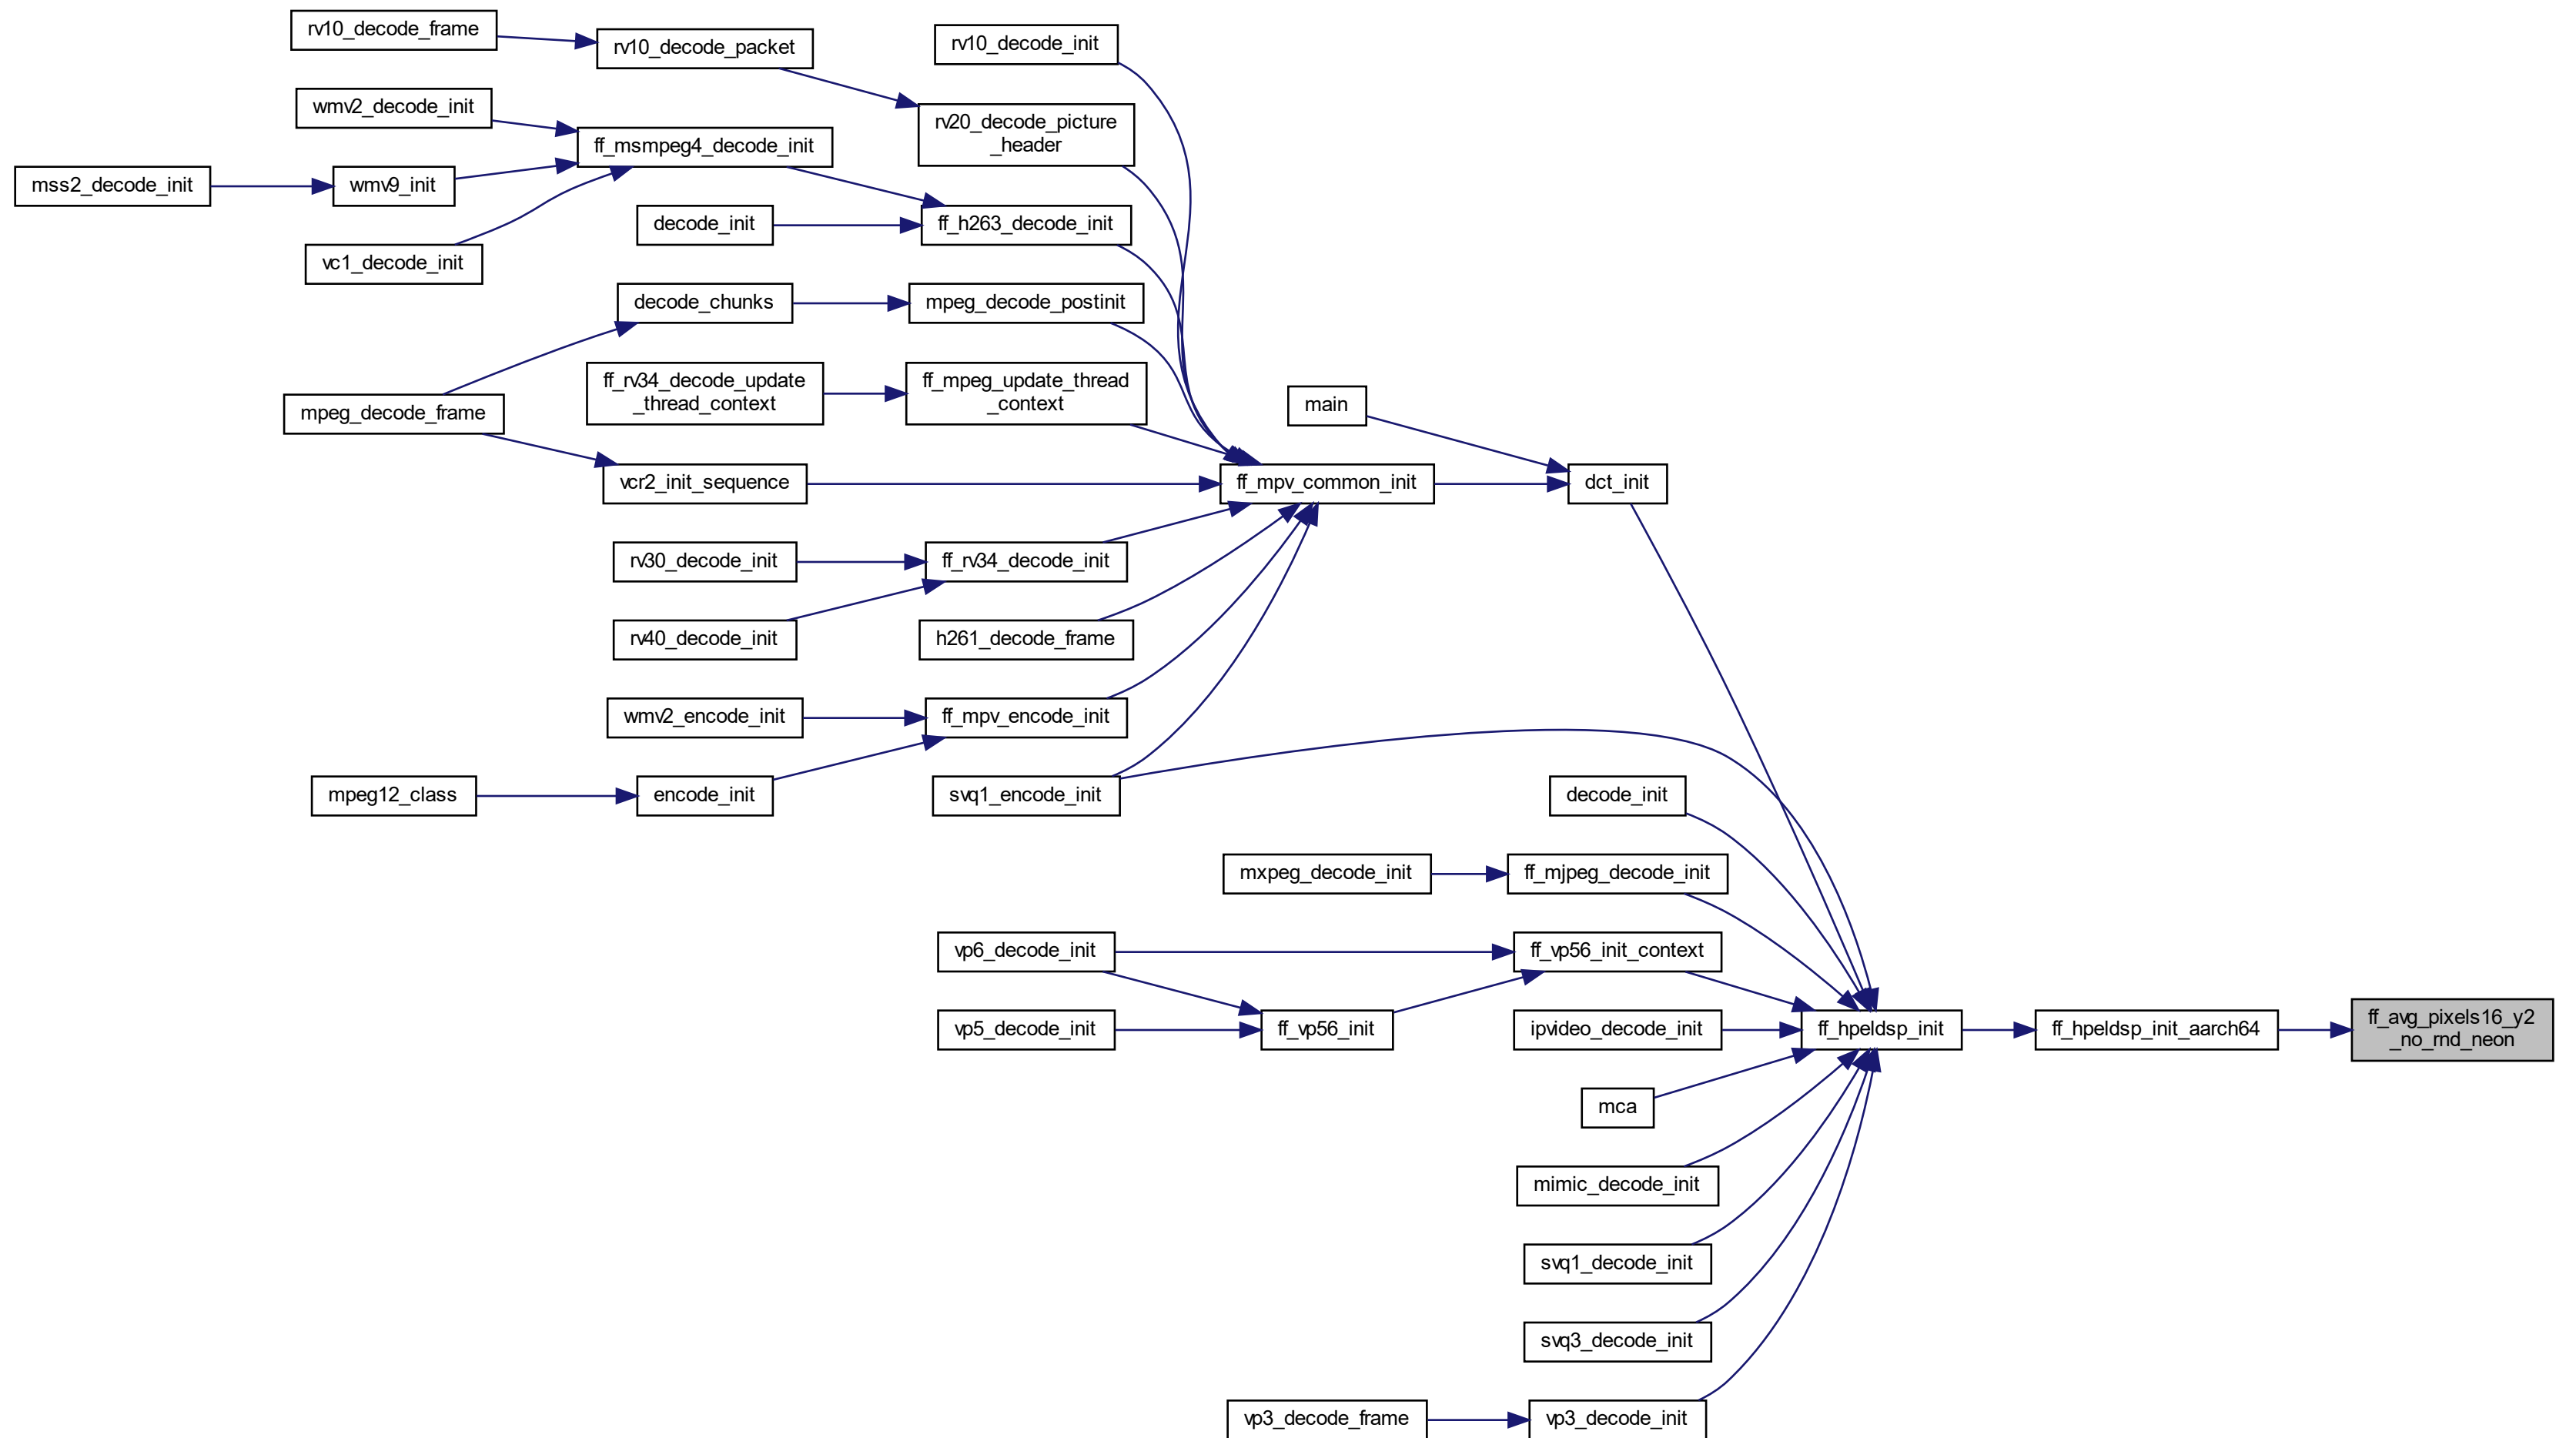 rv10_decode_frame
rv10_decode_packet
rv10_decode_init
wmv2_decode_init
rv20_decode_picture
_header
ff_msmpeg4_decode_init
mss2_decode_init
wmv9_init
decode_init
ff_h263_decode_init
vc1_decode_init
decode_chunks
mpeg_decode_postinit
ff_rv34_decode_update
_thread_context
ff_mpeg_update_thread
_context
main
mpeg_decode_frame
vcr2_init_sequence
ff_mpv_common_init
dct_init
rv30_decode_init
ff_rv34_decode_init
rv40_decode_init
h261_decode_frame
wmv2_encode_init
ff_mpv_encode_init
mpeg12_class
encode_init
svq1_encode_init
decode_init
mxpeg_decode_init
ff_mjpeg_decode_init
vp6_decode_init
ff_vp56_init_context
vp5_decode_init
ff_vp56_init
ipvideo_decode_init
ff_hpeldsp_init
ff_hpeldsp_init_aarch64
ff_avg_pixels16_y2
_no_rnd_neon
mca
mimic_decode_init
svq1_decode_init
svq3_decode_init
vp3_decode_frame
vp3_decode_init